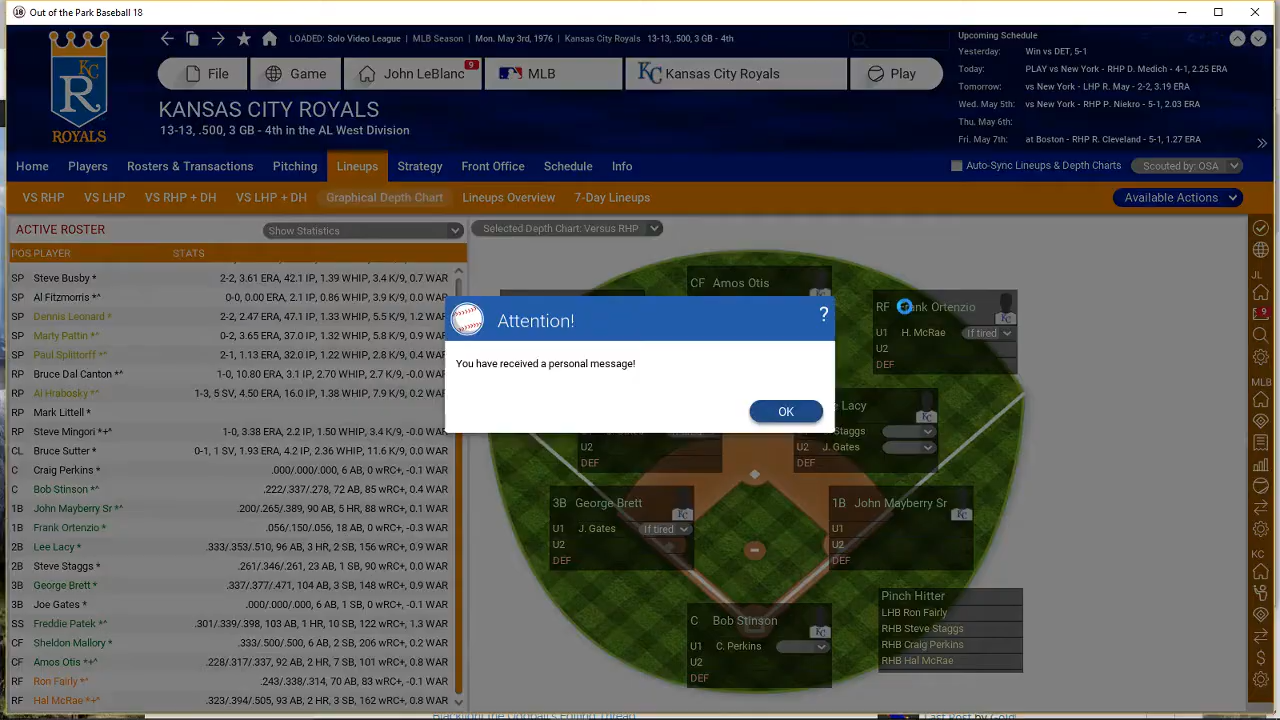 Out of the Park Baseball 18
LOADED: Solo Video League | MLB Season | Mon. May 3rd, 1976 | Kansas City Royals 13-13, .500, 3 GB - 4th
Upcoming Schedule
Yesterday: Win vs DET, 5-1
Today: PLAY vs New York - RHP D. Medich - 4-1, 2.25 ERA
Tomorrow: vs New York - LHP R. May - 2-2, 3.19 ERA
Wed. May 5th: vs New York - RHP P. Niekro - 5-1, 2.03 ERA
Thu. May 6th:
Fri. May 7th: at Boston - RHP R. Cleveland - 5-1, 1.27 ERA
KC
R
ROYALS
File
Game
John LeBlanc
9
MLB
KC
Kansas City Royals
Play
KANSAS CITY ROYALS
13-13, .500, 3 GB - 4th in the AL West Division
Home Players Rosters & Transactions Pitching Lineups Strategy Front Office Schedule Info
Auto-Sync Lineups & Depth Charts
Scouted by: OSA
VS RHP VS LHP VS RHP + DH VS LHP + DH Graphical Depth Chart Lineups Overview 7-Day Lineups
Available Actions
ACTIVE ROSTER
Show Statistics
POS PLAYER STATS
SP Steve Busby * 2-2, 3.61 ERA, 42.1 IP, 1.39 WHIP, 3.4 K/9, 0.7 WAR
SP Al Fitzmorris *^ 0-0, 0.00 ERA, 2.1 IP, 0.86 WHIP, 3.9 K/9, 0.0 WAR
SP Dennis Leonard * 2-2, 3.47 ERA, 46.2 IP, 1.14 WHIP, 5.0 K/9, 0.7 WAR
SP Marty Pattin *
SP Paul Splittorff * 2-1, 1.13 ERA, 32.0 IP, 1.22 WHIP, 2.8 K/9, 0.4 WAR
RP Bruce Dal Canton * 1-0, 10.80 ERA, 3.1 IP, 2.70 WHIP, 2.7 K/9, 0.0 WAR
RP Al Hrabosky * 1-3, 5 SV, 4.50 ERA, 16.0 IP, 1.38 WHIP, 7.9 K/9, 0.2 WAR
RP Mark Littell *
RP Steve Mingori *^ 1-0, 3.38 ERA, 2.2 IP, 1.50 WHIP, 3.4 K/9, -0.0 WAR
CL Bruce Sutter * 0-1, 1 SV, 1.93 ERA, 4.2 IP, 2.36 WHIP, 11.6 K/9, 0.0 WAR
C Craig Perkins * .000/.000/.000, 6 AB, 0 wRC+, -0.1 WAR
C Bob Stinson *^ .222/.337/.278, 72 AB, 85 wRC+, 0.4 WAR
1B John Mayberry Sr *^ .200/.265/.389, 90 AB, 5 HR, 88 wRC+, 0.1 WAR
1B Frank Ortenzio * .056/.150/.056, 18 AB, 0 wRC+, -0.3 WAR
2B Lee Lacy * .333/.353/.510, 96 AB, 3 HR, 2 SB, 156 wRC+, 0.9 WAR
2B Steve Staggs * .261/.346/.261, 23 AB, 1 SB, 90 wRC+, 0.0 WAR
3B George Brett * .337/.377/.471, 104 AB, 3 HR, 3 SB, 148 wRC+, 0.9 WAR
3B Joe Gates * .000/.000/.000, 6 AB, 1 SB, 0 wRC+, -0.1 WAR
SS Freddie Patek * .301/.339/.398, 103 AB, 1 HR, 10 SB, 122 wRC+, 1.3 WAR
CF Sheldon Mallory * .500/.500, 6 AB, 2 SB, 206 wRC+, 0.2 WAR
CF Amos Otis *+^ .223/.317/.337, 92 AB, 2 HR, 7 SB, 101 wRC+, 0.8 WAR
RF Ron Fairly * .243/.338/.314, 70 AB, 83 wRC+, 0.0 WAR
RF Hal McRae *+^ .323/.394/.505, 93 AB, 3 HR, 162 wRC+, 0.8 WAR
Selected Depth Chart: Versus RHP
CF Amos Otis
RF Frank Ortenzio
U1 H. McRae If tired
U2
DEF
Lacy
Staggs
U2 J. Gates
DEF
U2
DEF
3B George Brett
U1 J. Gates If tired
U2
DEF
1B John Mayberry Sr
U1
U2
DEF
C Bob Stinson
U1 C. Perkins
U2
DEF
Pinch Hitter
LHB Ron Fairly
RHB Steve Staggs
RHB Craig Perkins
RHB Hal McRae
Attention!
?
You have received a personal message!
OK
JL
9
MLB
KC